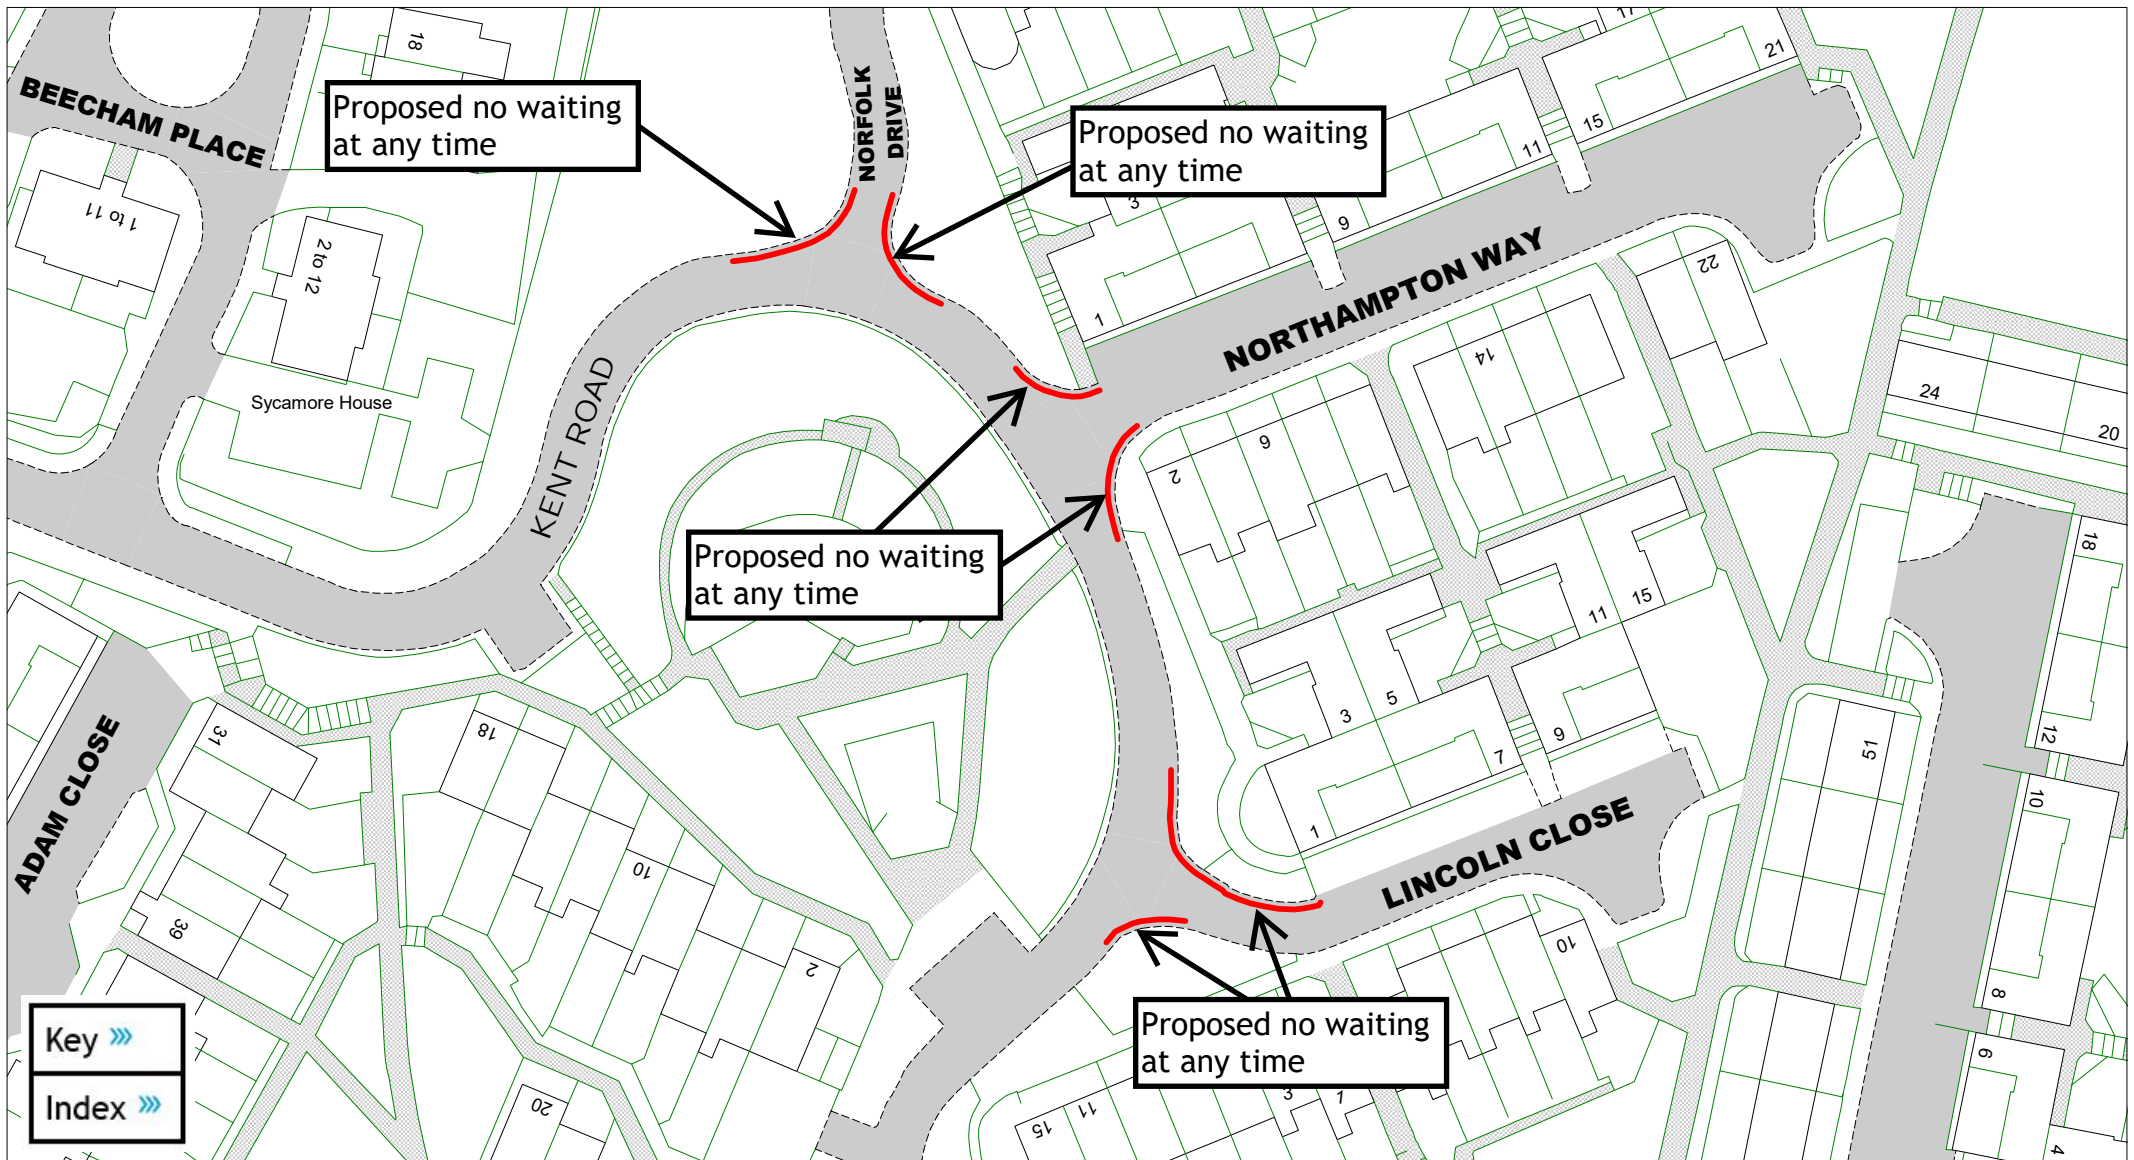 18
17
21
BEECHAM PLACE
Proposed no waiting
at any time
NORFOLK
DRIVE
Proposed no waiting
at any time
15
11
3
9
1
1 to 11
2 to 12
NORTHAMPTON WAY
22
14
Sycamore House
KENT ROAD
2
9
24
20
18
Proposed no waiting
at any time
15
11
3
5
7
9
1
ADAM CLOSE
31
18
10
39
2
LINCOLN CLOSE
51
12
10
10
8
6
4
Proposed no waiting
at any time
3
1
11
15
20
Key
Index